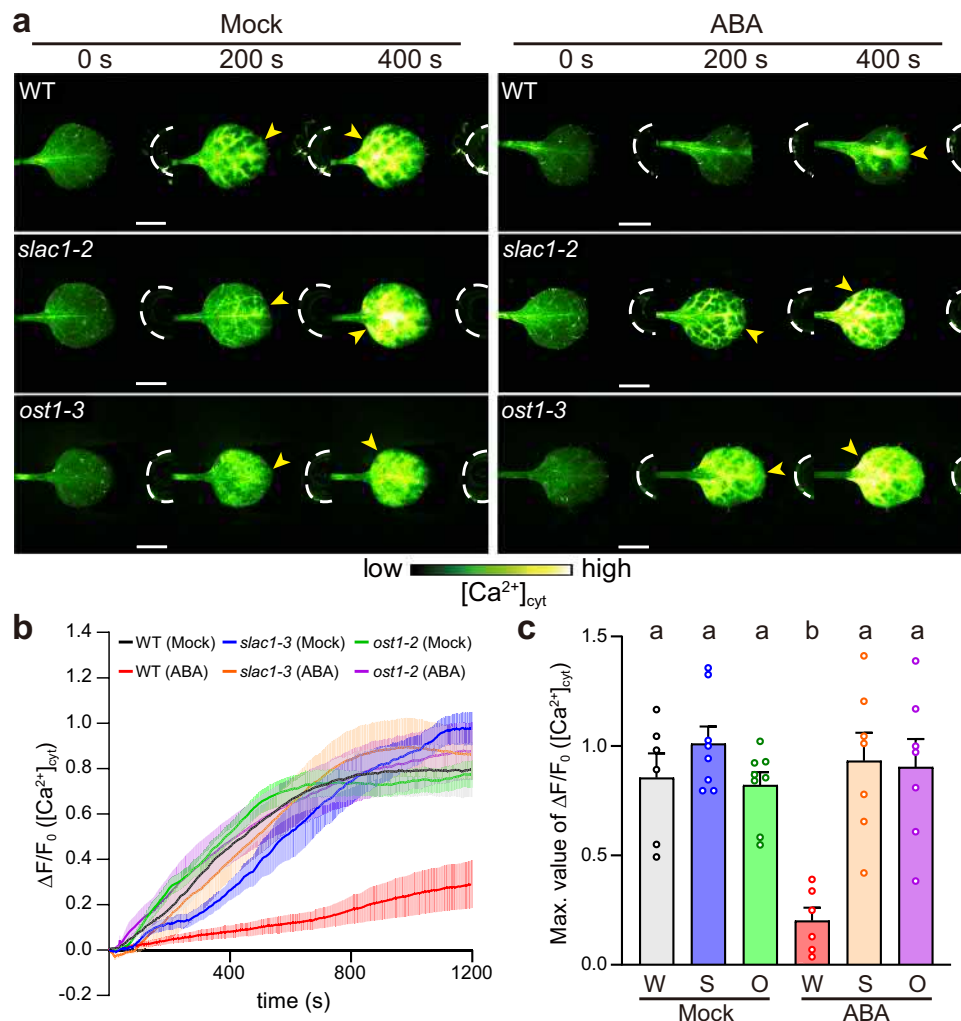 a
Mock
ABA
0 s 200 s 400 s
0 s 200 s 400 s
WT
WT
slac1-2
slac1-2
ost1-3
ost1-3
low high
[Ca²⁺]cyt
b
WT (Mock) slac1-3 (Mock) ost1-2 (Mock)
WT (ABA) slac1-3 (ABA) ost1-2 (ABA)
ΔF/F₀ ([Ca²⁺]cyt)
1.4
1.2
1.0
0.8
0.6
0.4
0.2
0.0
-0.2
400 800 1200
time (s)
c
a a a b a a
Max. value of ΔF/F₀ ([Ca²⁺]cyt)
1.5
1.0
0.5
0.0
W S O W S O
Mock ABA